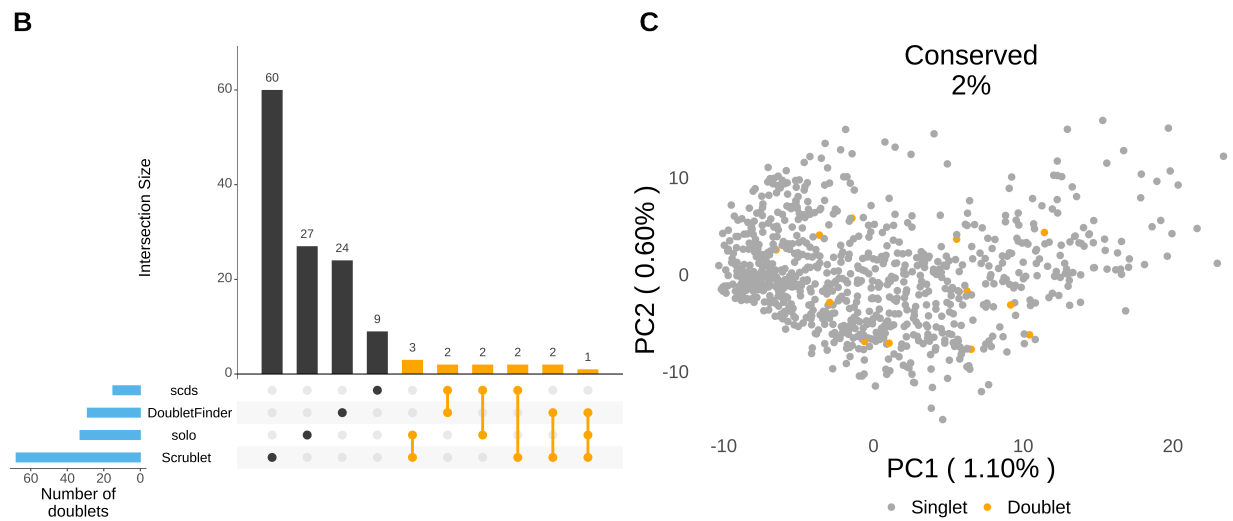 B
Intersection Size
60
40
20
0
60
27
24
9
3
2
2
2
2
1
scds
DoubletFinder
solo
Scrublet
60
40
20
0
Number of
doublets
C
Conserved
2%
PC2 ( 0.60% )
10
0
-10
-10
0
10
20
PC1 ( 1.10% )
Singlet
Doublet